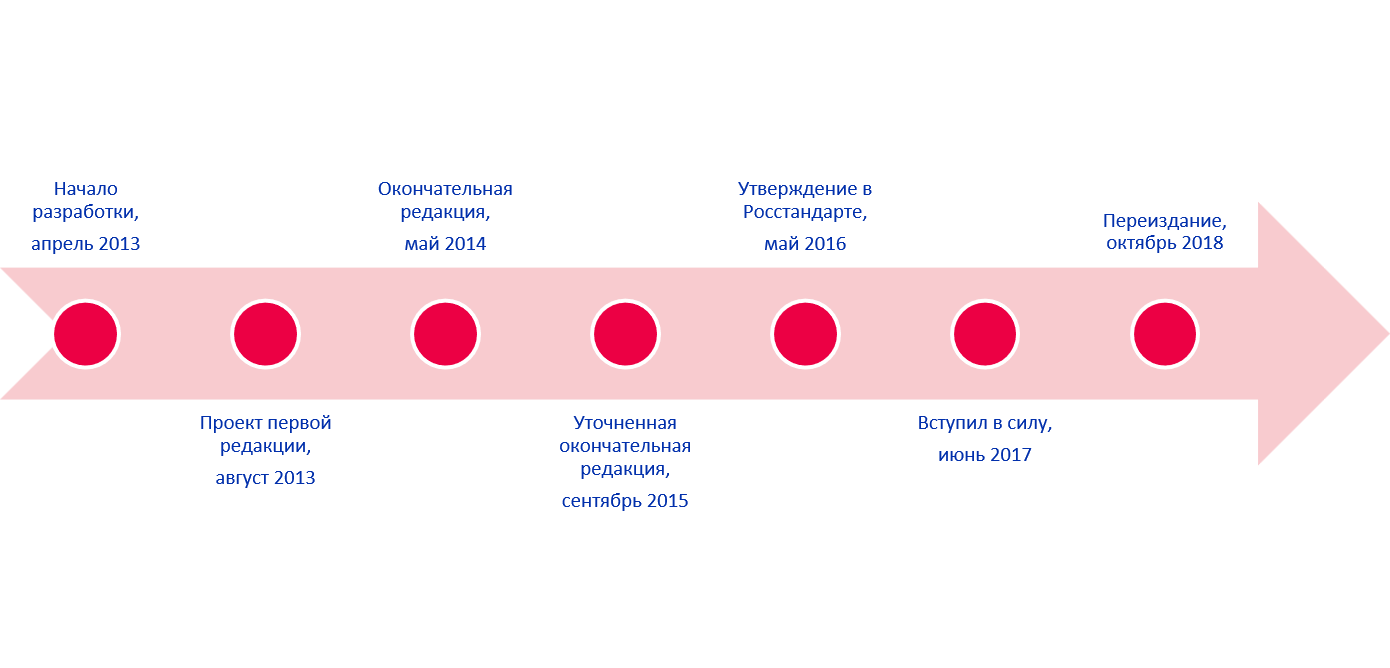 Начало
разработки,
апрель 2013
Проект первой
редакции,
август 2013
Окончательная
редакция,
май 2014
Уточненная
окончательная
редакция,
сентябрь 2015
Утверждение в
Росстандарте,
май 2016
Вступил в силу,
июнь 2017
Переиздание,
октябрь 2018